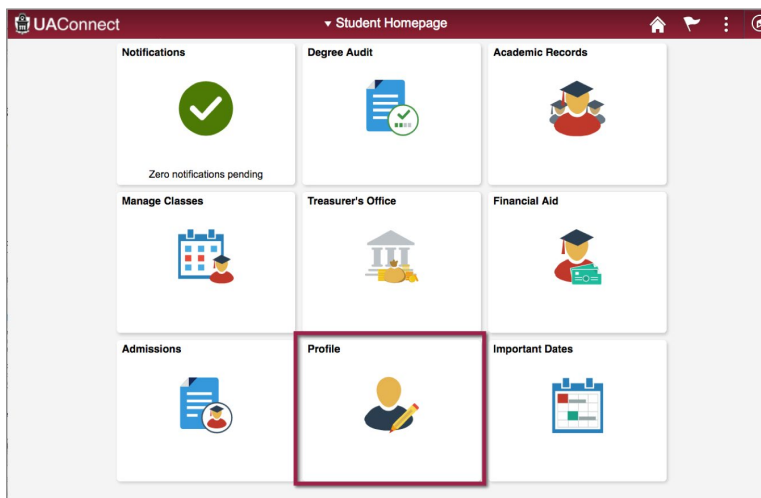 UAConnect
▾ Student Homepage
Notifications
Degree Audit
Academic Records
Zero notifications pending
Manage Classes
Treasurer's Office
Financial Aid
Admissions
Profile
Important Dates